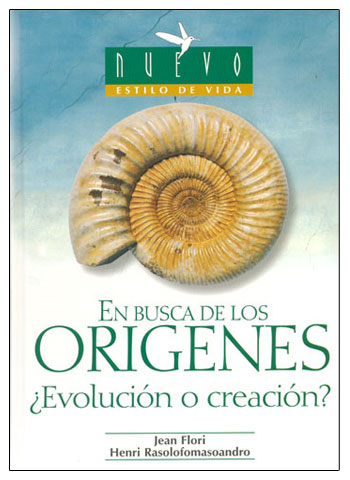 NUEVO
ESTILO DE VIDA
EN BUSCA DE LOS
ORIGENES
¿Evolución o creación?
Jean Flori
Henri Rasolofomasoandro